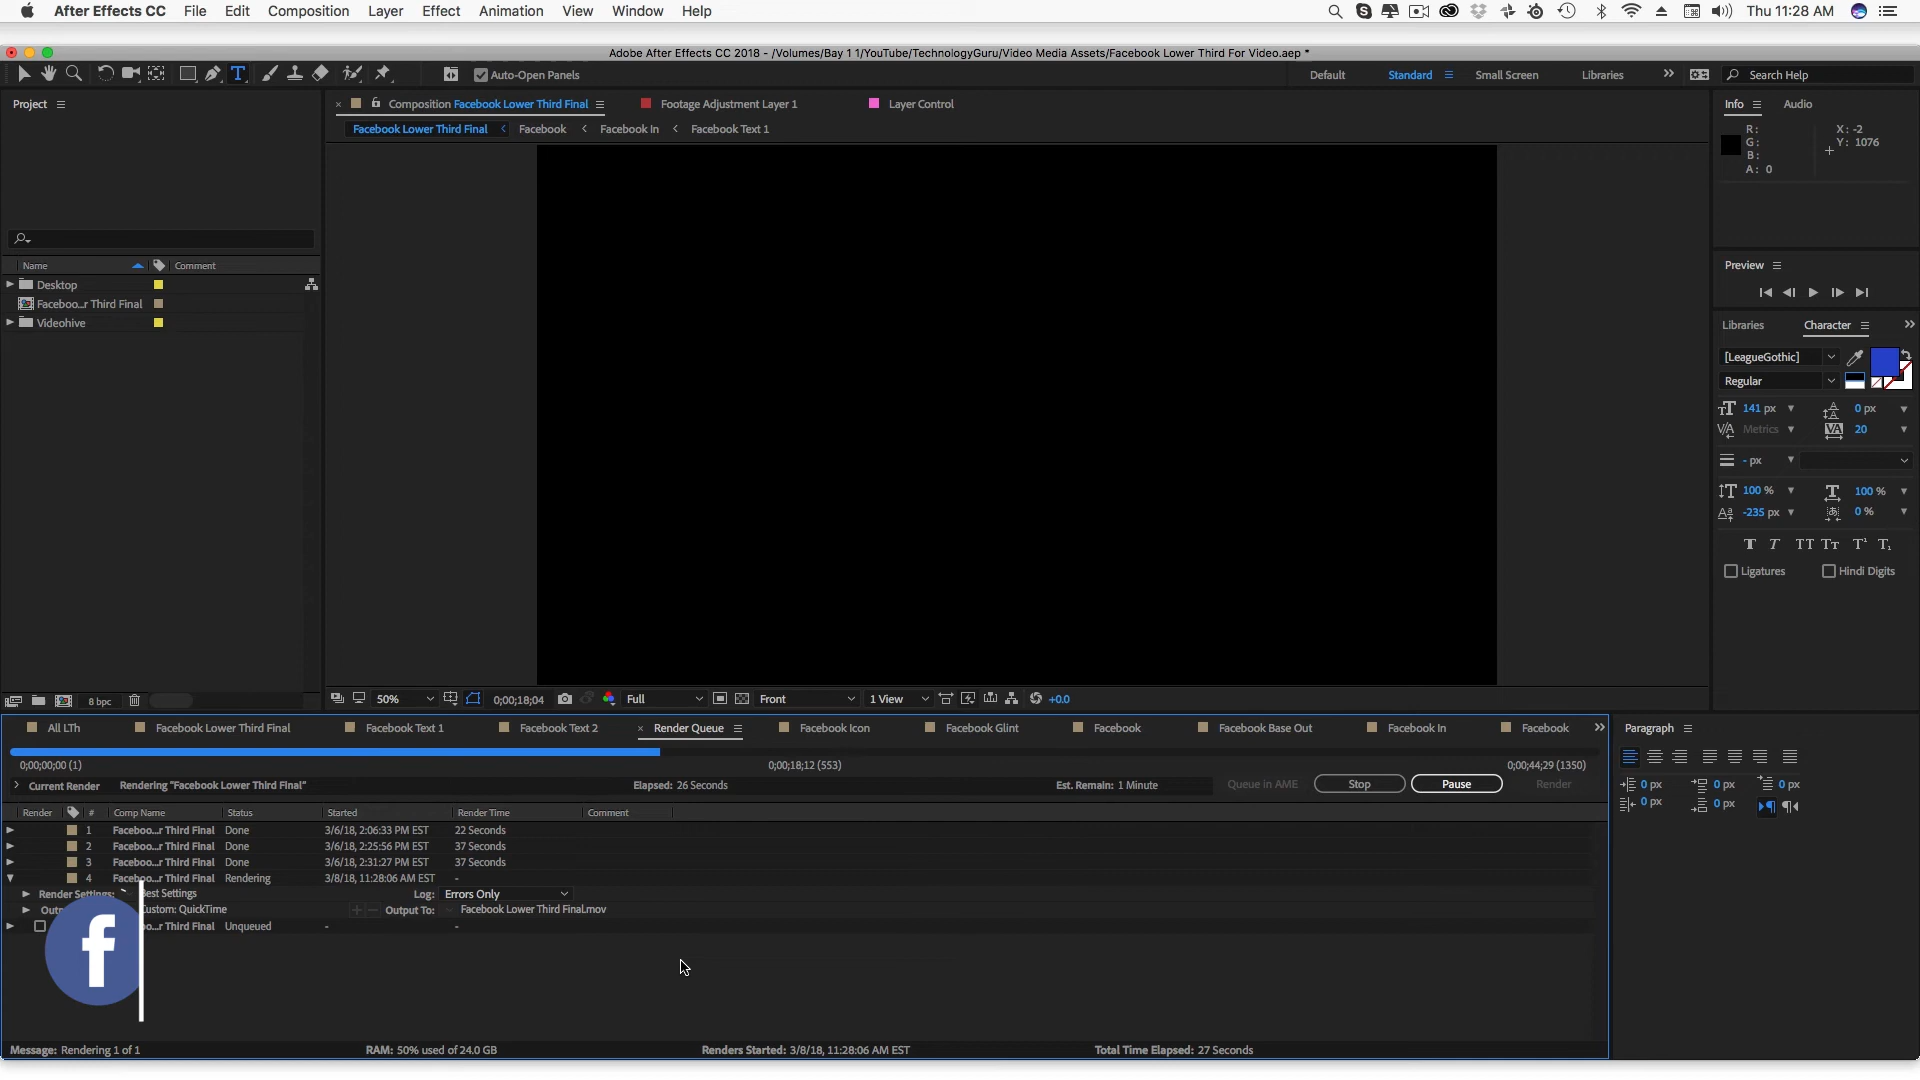 After Effects CC File Edit Composition Layer Effect Animation View Window Help Thu 11:28 AM
Adobe After Effects CC 2018 - /Volumes/Bay 1 1/YouTube/TechnologyGuru/Video Media Assets/Facebook Lower Third For Video.aep *
T Auto-Open Panels Default Standard Small Screen Libraries Search Help
Project Composition Facebook Lower Third Final Footage Adjustment Layer 1 Layer Control Info Audio
Facebook Lower Third Final Facebook Facebook In Facebook Text 1
R: X: -2
G: Y: 1076
B:
A: 0
Name Comment
Desktop
Faceboo...r Third Final
Videohive
Preview
Libraries Character
[LeagueGothic]
Regular
141 px 0 px
Metrics 20
- px
100 % 100 %
-235 px 0 %
T T TT Tт T¹ T₁
Ligatures Hindi Digits
8 bpc 50% 0;00;18;04 Full Front 1 View +0.0
All LTh Facebook Lower Third Final Facebook Text 1 Facebook Text 2 Render Queue Facebook Icon Facebook Glint Facebook Facebook Base Out Facebook In Facebook
0;00;00;00 (1) 0;00;18;12 (553) 0;00;44;29 (1350)
Current Render Rendering "Facebook Lower Third Final" Elapsed: 26 Seconds Est. Remain: 1 Minute Queue in AME Stop Pause Render
Render # Comp Name Status Started Render Time Comment
1 Faceboo...r Third Final Done 3/6/18, 2:06:33 PM EST 22 Seconds
2 Faceboo...r Third Final Done 3/6/18, 2:25:56 PM EST 37 Seconds
3 Faceboo...r Third Final Done 3/6/18, 2:31:27 PM EST 37 Seconds
4 Faceboo...r Third Final Rendering 3/8/18, 11:28:06 AM EST -
Render Settings: Best Settings Log: Errors Only
Custom: QuickTime Output To: Facebook Lower Third Final.mov
oo...r Third Final Unqueued - -
f
Paragraph
0 px 0 px 0 px
0 px 0 px
Message: Rendering 1 of 1 RAM: 50% used of 24.0 GB Renders Started: 3/8/18, 11:28:06 AM EST Total Time Elapsed: 27 Seconds